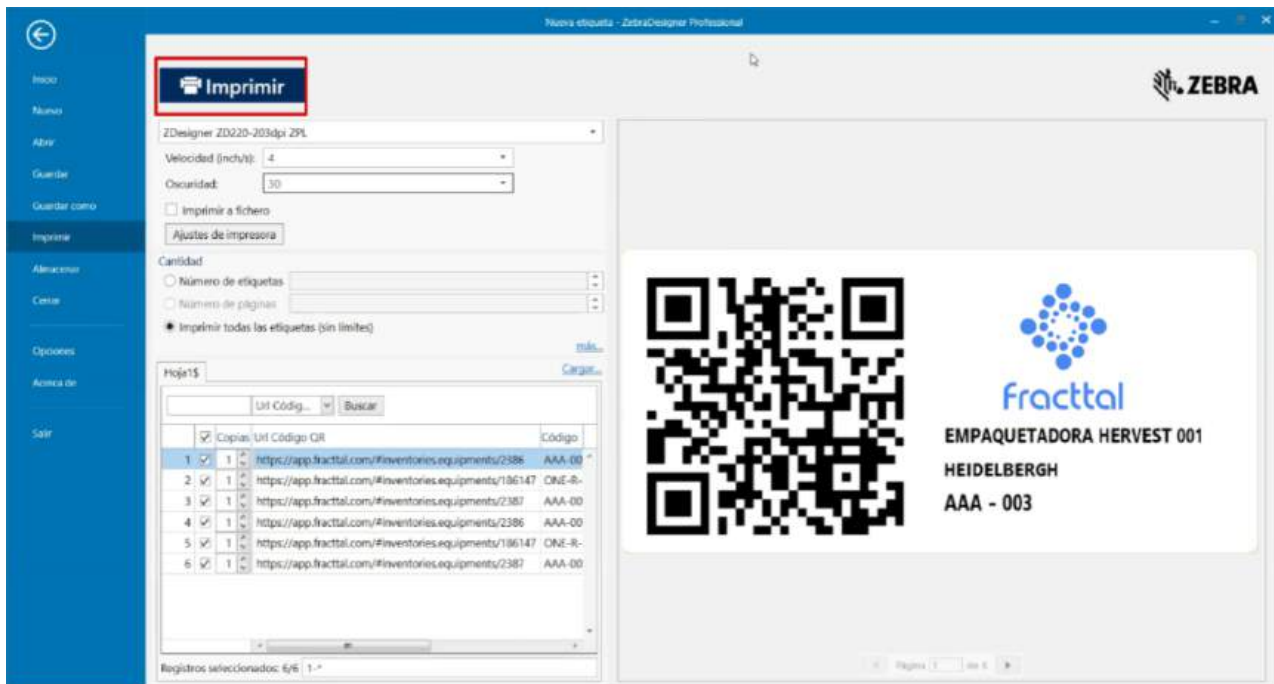 Nueva etiqueta - ZebraDesigner Professional
Inicio
Nuevo
Abrir
Guardar
Guardar como
Imprimir
Almacenar
Cerrar
Opciones
Acerca de
Salir
Imprimir
ZDesigner ZD220-203dpi ZPL
Velocidad (inch/s): 4
Oscuridad: 30
Imprimir a fichero
Ajustes de impresora
Cantidad
Número de etiquetas
Número de páginas
Imprimir todas las etiquetas (sin límites)
más...
Hoja1$ Cargar...
Url Códig... Buscar
Copias Url Código QR Código
1 1 https://app.fracttal.com/#inventories.equipments/2386 AAA-00
2 1 https://app.fracttal.com/#inventories.equipments/186147 ONE-R-
3 1 https://app.fracttal.com/#inventories.equipments/2387 AAA-00
4 1 https://app.fracttal.com/#inventories.equipments/2386 AAA-00
5 1 https://app.fracttal.com/#inventories.equipments/186147 ONE-R-
6 1 https://app.fracttal.com/#inventories.equipments/2387 AAA-00
Registros seleccionados: 6/6 1-*
ZEBRA
fracttal
EMPAQUETADORA HERVEST 001
HEIDELBERGH
AAA - 003
Página 1 de 6